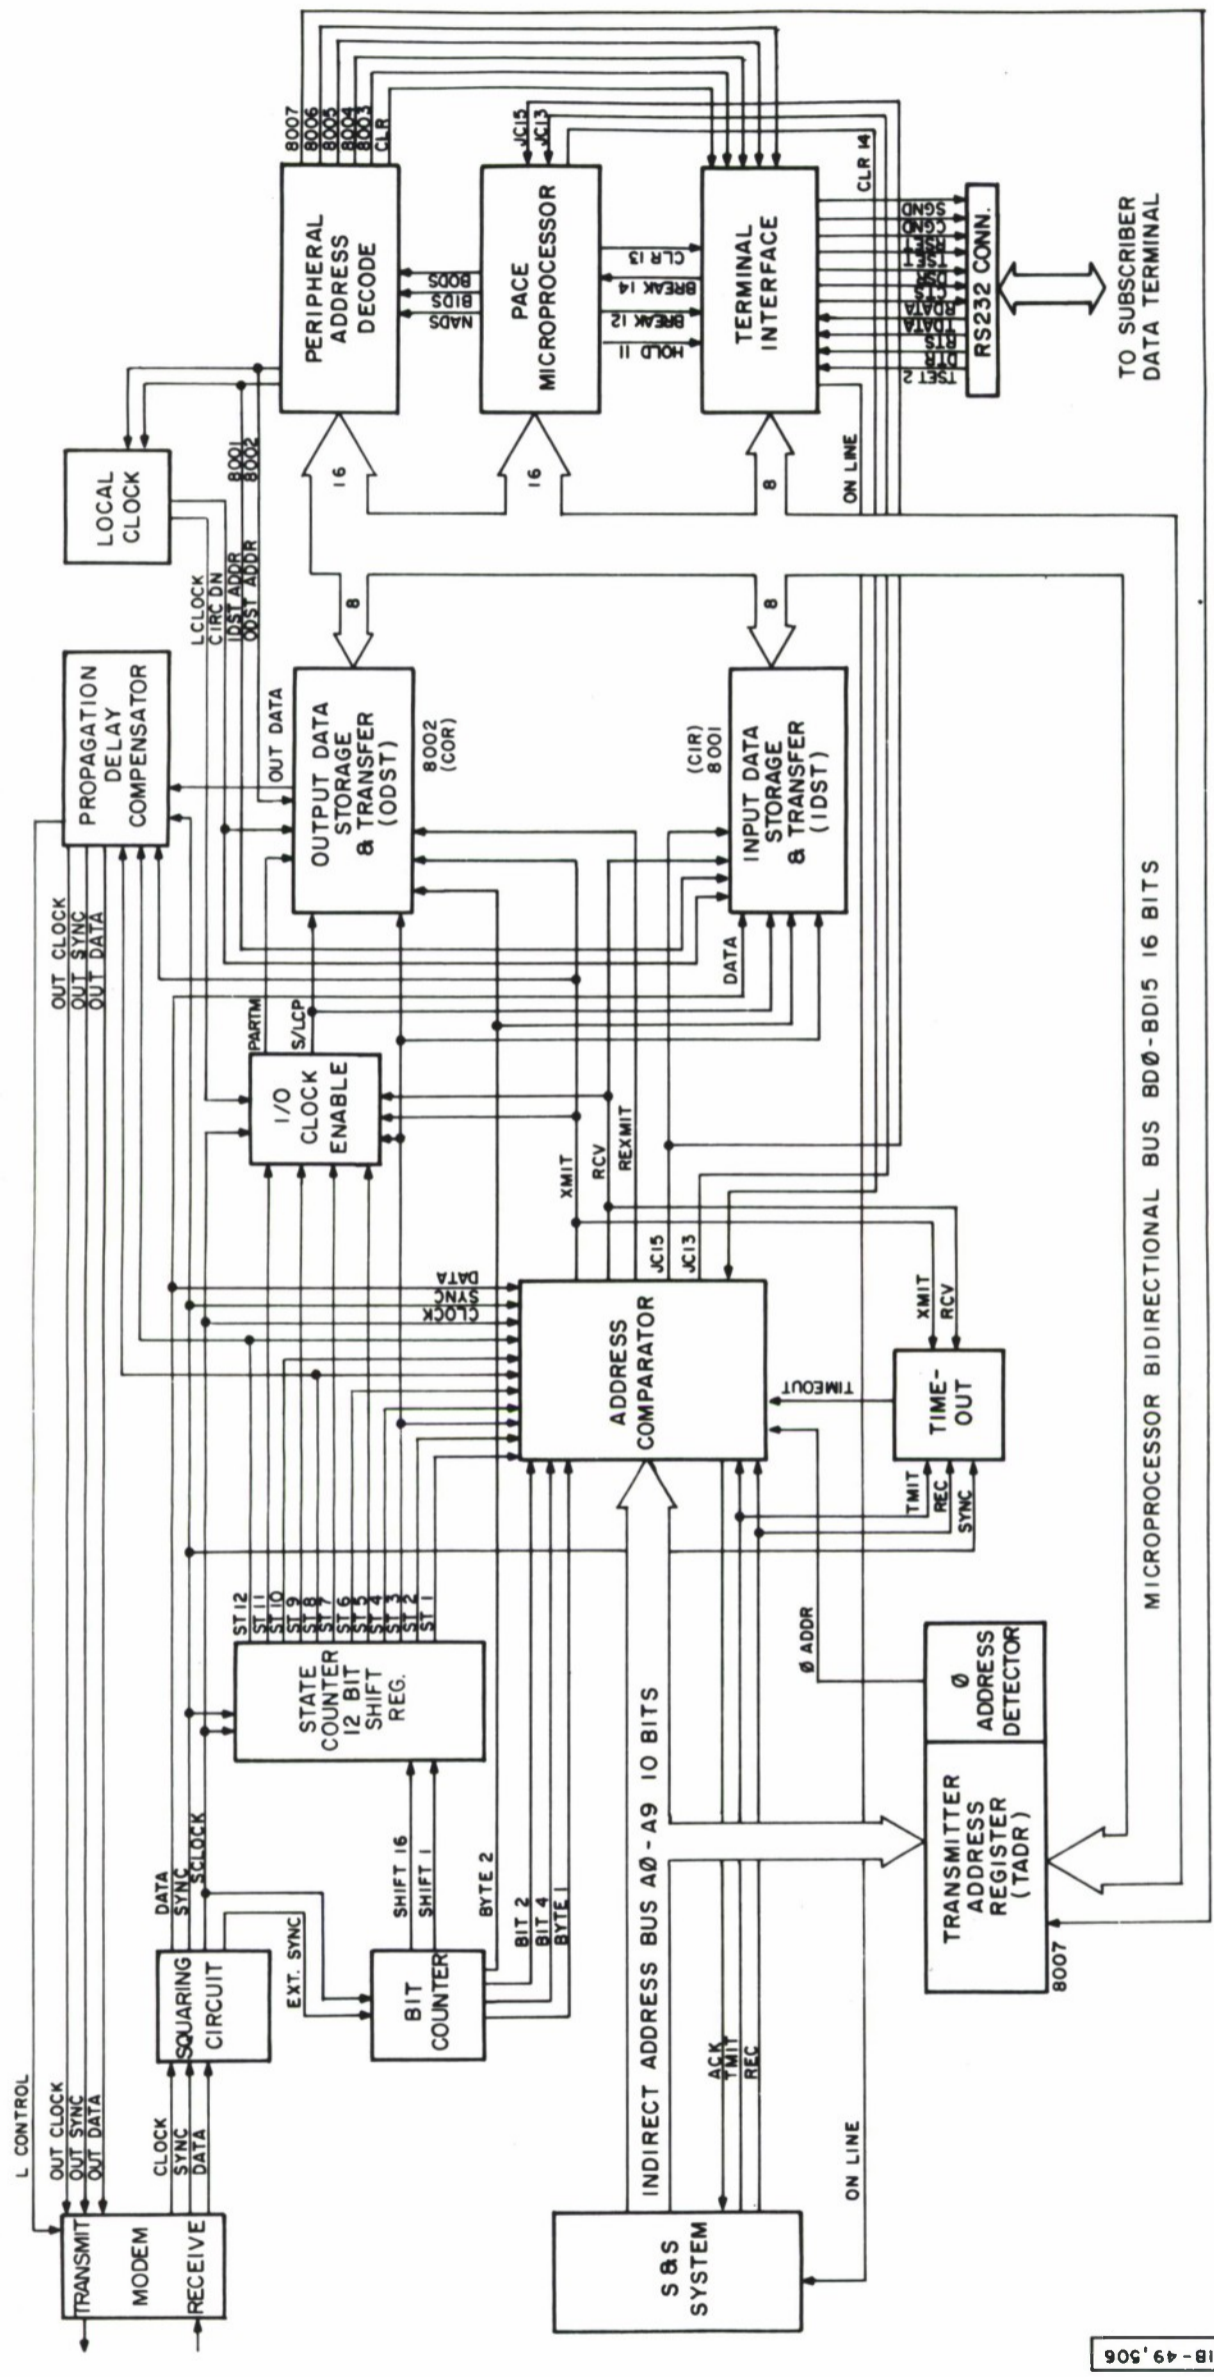 L CONTROL
OUT CLOCK
OUT SYNC
OUT DATA
TRANSMIT
MODEM
RECEIVE
CLOCK
SYNC
DATA
SQUARING
CIRCUIT
DATA
SYNC
SCLOCK
EXT. SYNC
BIT
COUNTER
SHIFT 16
SHIFT 1
BYTE 2
BIT 2
BIT 4
BYTE 1
STATE
COUNTER
12 BIT
SHIFT
REG.
ST 12
ST 11
ST 10
ST 9
ST 8
ST 7
ST 6
ST 5
ST 4
ST 3
ST 2
ST 1
OUT CLOCK
OUT SYNC
OUT DATA
PROPAGATION
DELAY
COMPENSATOR
LOCAL
CLOCK
LCLOCK
CIRC DN
IDST ADDR
ODST ADDR
8001
8002
I/O
CLOCK
ENABLE
PARTM
S/LCP
OUT DATA
OUTPUT DATA
STORAGE
& TRANSFER
(ODST)
8002
(COR)
(CIR)
8001
INPUT DATA
STORAGE
& TRANSFER
(IDST)
DATA
8
8
16
16
8
PERIPHERAL
ADDRESS
DECODE
8007
8006
8005
8004
8003
CLR
NADS
BIDS
BODS
PACE
MICROPROCESSOR
JC15
JC13
HOLD 11
BREAK 12
BREAK 14
CLR 13
TERMINAL
INTERFACE
CLR 14
ON LINE
TSET 2
DTR
RTS
TDATA
RDATA
CTS
TSET
RSET
CGND
SGND
RS232 CONN.
TO SUBSCRIBER
DATA TERMINAL
DATA
SYNC
CLOCK
ADDRESS
COMPARATOR
XMIT
RCV
REXMIT
JC15
JC13
TIMEOUT
TIME-
OUT
XMIT
RCV
TMIT
REC
SYNC
S&S
SYSTEM
INDIRECT ADDRESS BUS AØ-A9 10 BITS
ACK
TMIT
REC
ON LINE
Ø ADDR
TRANSMITTER
ADDRESS
REGISTER
(TADR)
Ø
ADDRESS
DETECTOR
8007
MICROPROCESSOR BIDIRECTIONAL BUS BDØ-BD15 16 BITS
1B-49,506